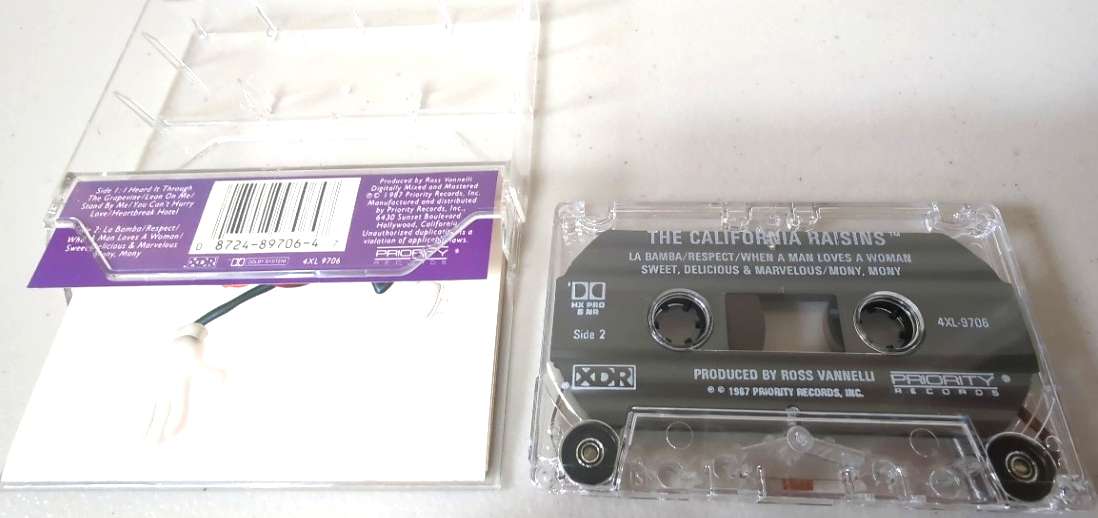 Side 1: I Heard It Through
The Grapevine/Lean On Me/
Stand By Me/You Can't Hurry
Love/Heartbreak Hotel
2: La Bamba/Respect/
A Man Loves A Woman/
Sweet, Delicious & Marvelous
Mony, Mony
0 8724-89706-4 7
DOLBY SYSTEM
4XL 9706
Produced by Ross Vannelli
Digitally Mixed and Mastered
℗ © 1987 Priority Records, Inc.
Manufactured and distributed
by Priority Records, Inc.
6430 Sunset Boulevard
Hollywood, California
Unauthorized duplication is a
violation of applicable laws.
PRIORITY
RECORDS
THE CALIFORNIA RAISINS™
LA BAMBA/RESPECT/WHEN A MAN LOVES A WOMAN
SWEET, DELICIOUS & MARVELOUS/MONY, MONY
HX PRO
B NR
Side 2
4XL-9706
XDR
PRODUCED BY ROSS VANNELLI
℗ © 1987 PRIORITY RECORDS, INC.
PRIORITY
RECORDS